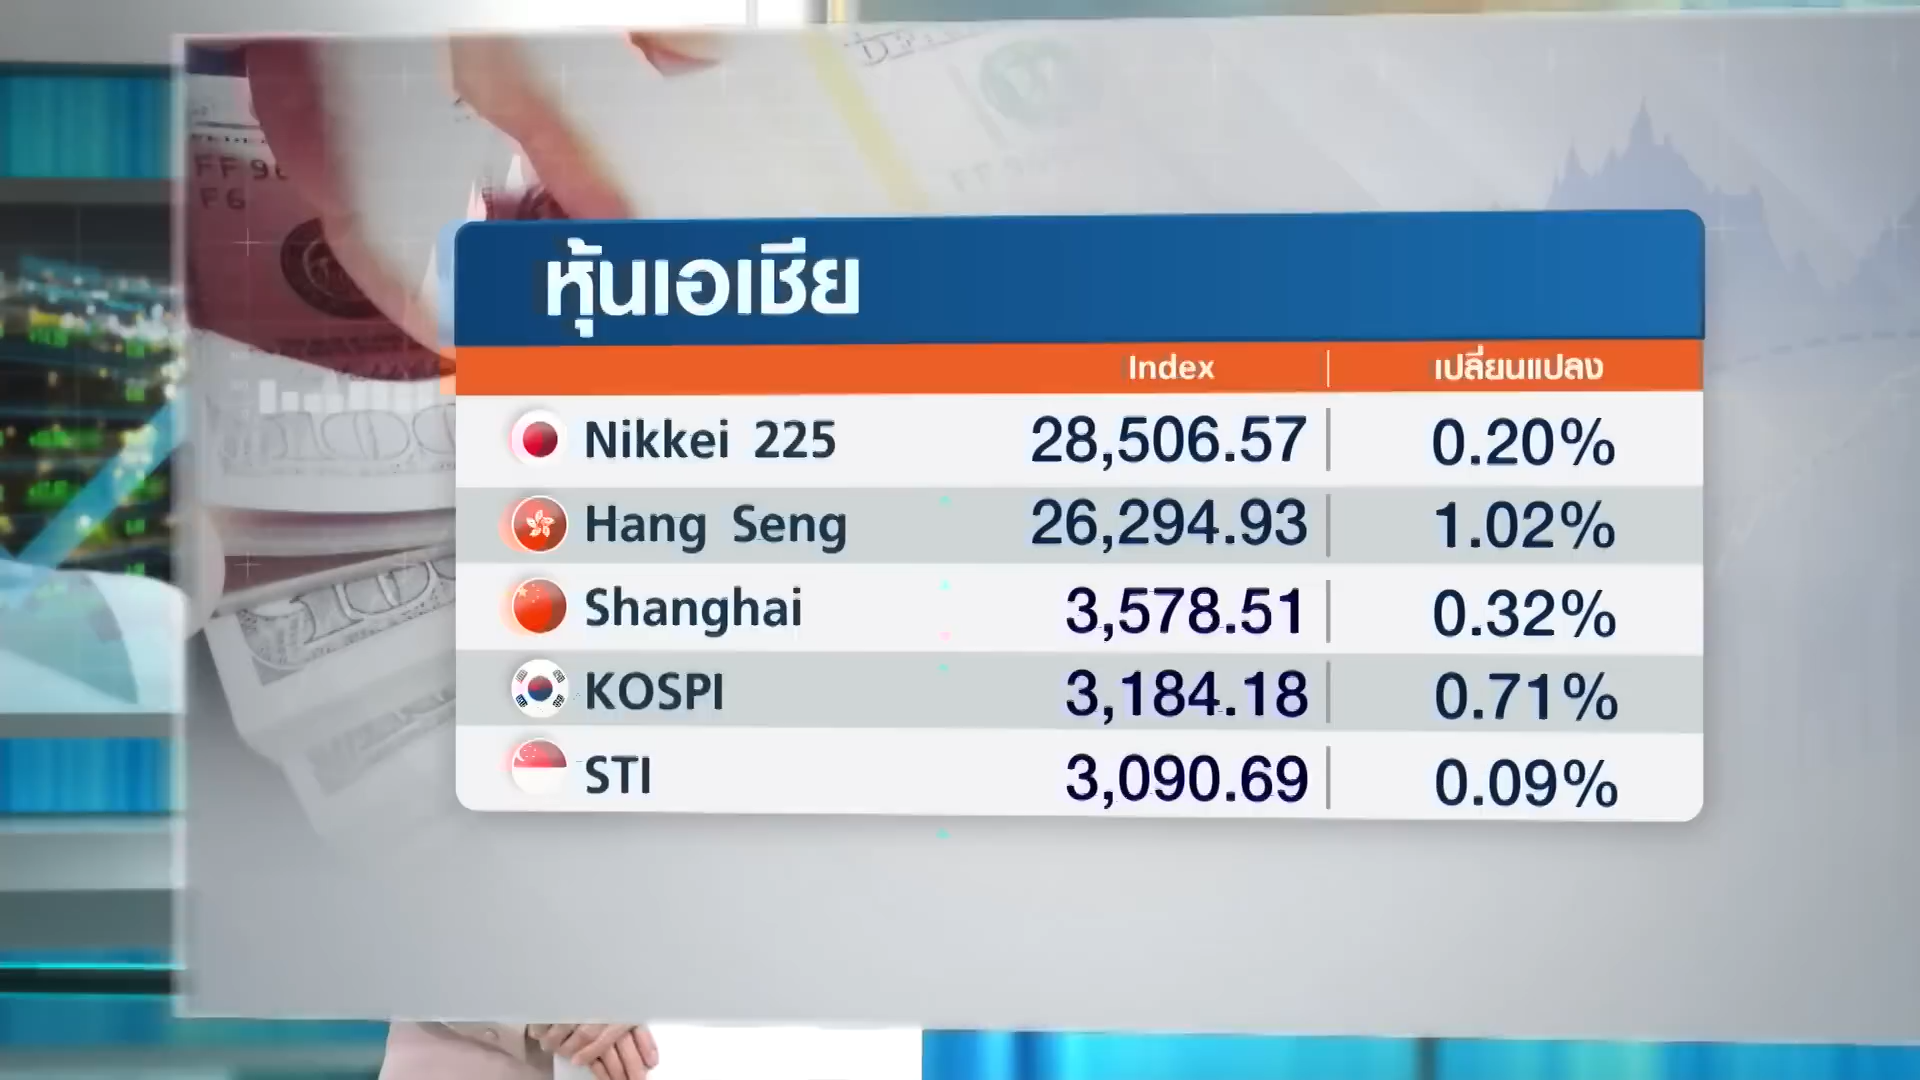 หุ้นเอเชีย
Index เปลี่ยนแปลง
Nikkei 225 28,506.57 0.20%
Hang Seng 26,294.93 1.02%
Shanghai 3,578.51 0.32%
KOSPI 3,184.18 0.71%
STI 3,090.69 0.09%